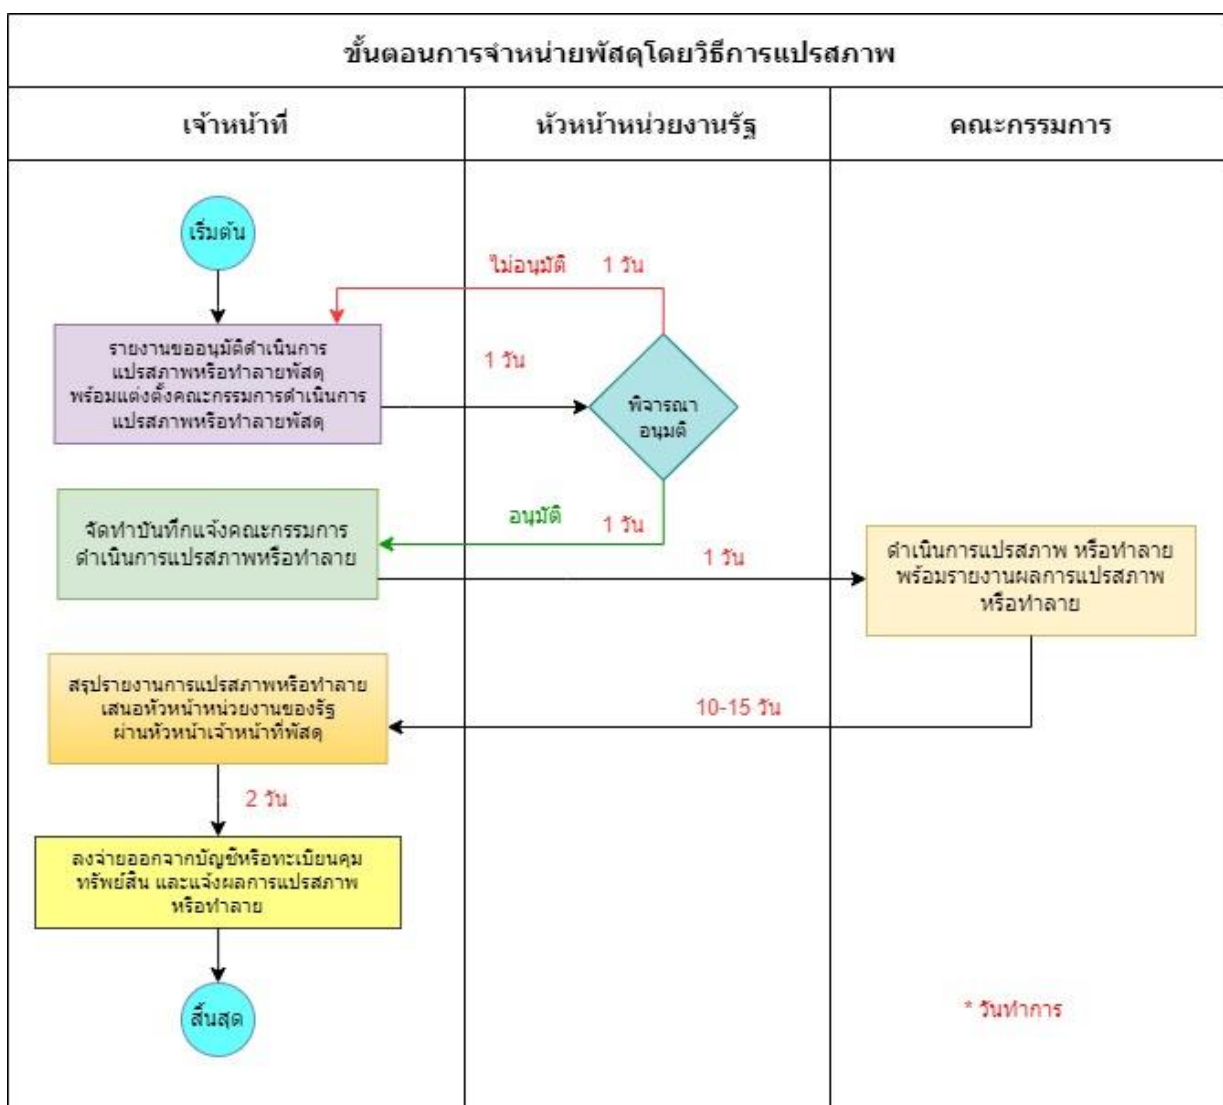 ขั้นตอนการจำหน่ายพัสดุโดยวิธีการแปรสภาพ
เจ้าหน้าที่
หัวหน้าหน่วยงานรัฐ
คณะกรรมการ
เริ่มต้น
ไม่อนุมัติ 1 วัน
รายงานขออนุมัติดำเนินการ
แปรสภาพหรือทำลายพัสดุ
พร้อมแต่งตั้งคณะกรรมการดำเนินการ
แปรสภาพหรือทำลายพัสดุ
1 วัน
พิจารณา
อนุมติ
อนุมัติ 1 วัน
จัดทำบันทึกแจ้งคณะกรรมการ
ดำเนินการแปรสภาพหรือทำลาย
1 วัน
ดำเนินการแปรสภาพ หรือทำลาย
พร้อมรายงานผลการแปรสภาพ
หรือทำลาย
สรุปรายงานการแปรสภาพหรือทำลาย
เสนอหัวหน้าหน่วยงานของรัฐ
ผ่านหัวหน้าเจ้าหน้าที่พัสดุ
10-15 วัน
2 วัน
ลงจ่ายออกจากบัญชีหรือทะเบียนคุม
ทรัพย์สิน และแจ้งผลการแปรสภาพ
หรือทำลาย
สิ้นสุด
* วันทำการ